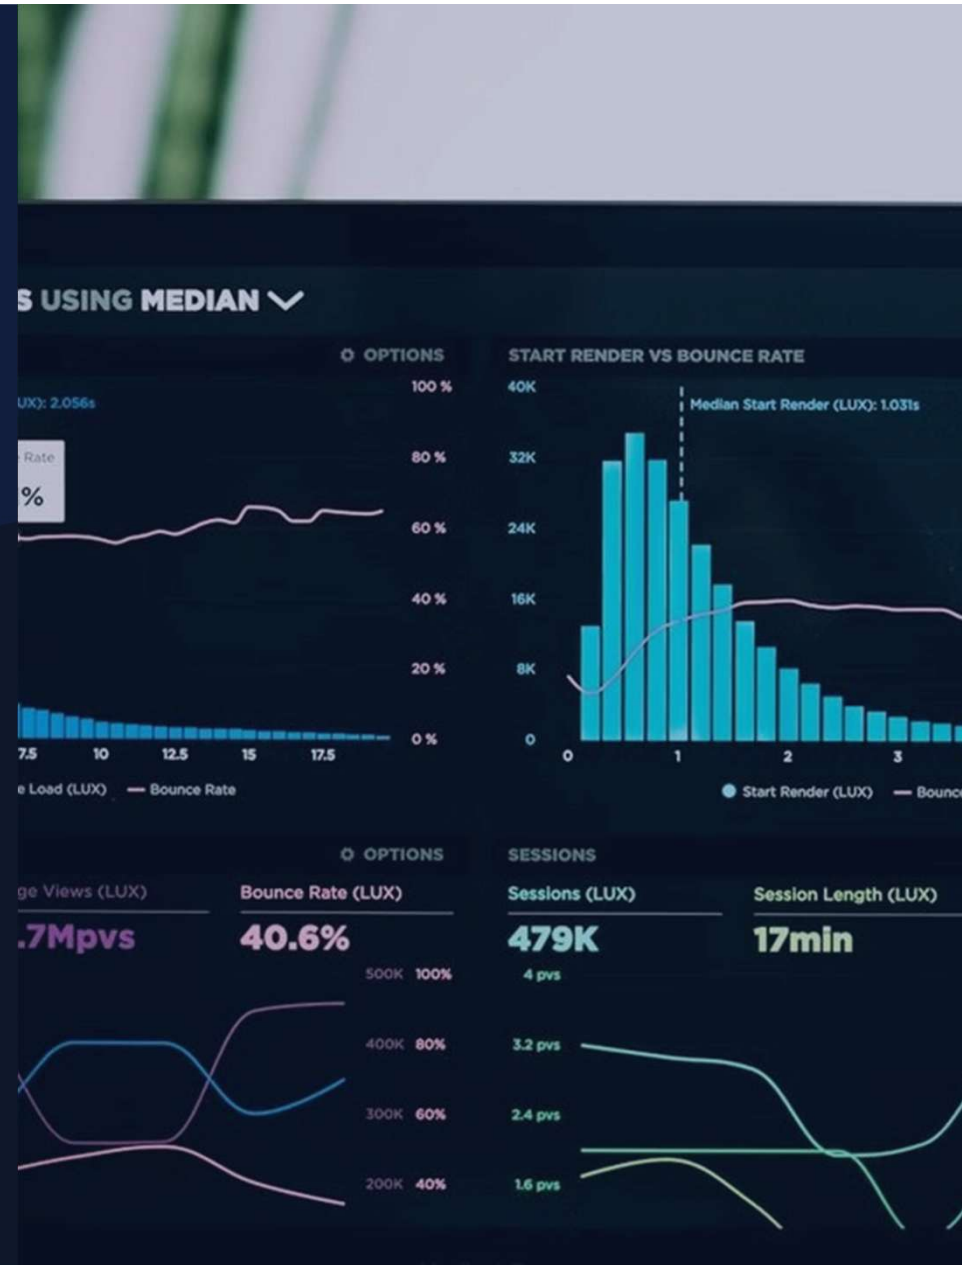 S USING MEDIAN
OPTIONS
100 %
UX): 2.056s
Rate
80 %
%
60 %
40 %
20 %
0 %
7.5 10 12.5 15 17.5
e Load (LUX) Bounce Rate
START RENDER VS BOUNCE RATE
40K
Median Start Render (LUX): 1.031s
32K
24K
16K
8K
0
0 1 2 3
Start Render (LUX) Bounce
OPTIONS
ge Views (LUX) Bounce Rate (LUX)
.7Mpvs 40.6%
500K 100%
400K 80%
300K 60%
200K 40%
SESSIONS
Sessions (LUX) Session Length (LUX)
479K 17min
4 pvs
3.2 pvs
2.4 pvs
1.6 pvs